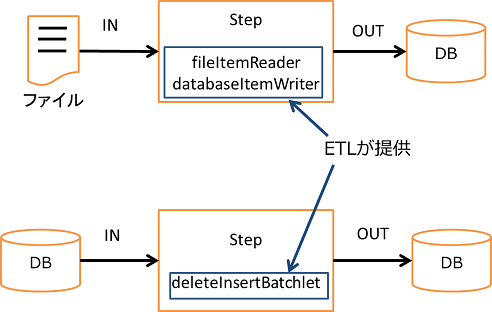 IN
Step
OUT
fileItemReader
databaseItemWriter
DB
ファイル
ETLが提供
IN
Step
OUT
DB
deleteInsertBatchlet
DB